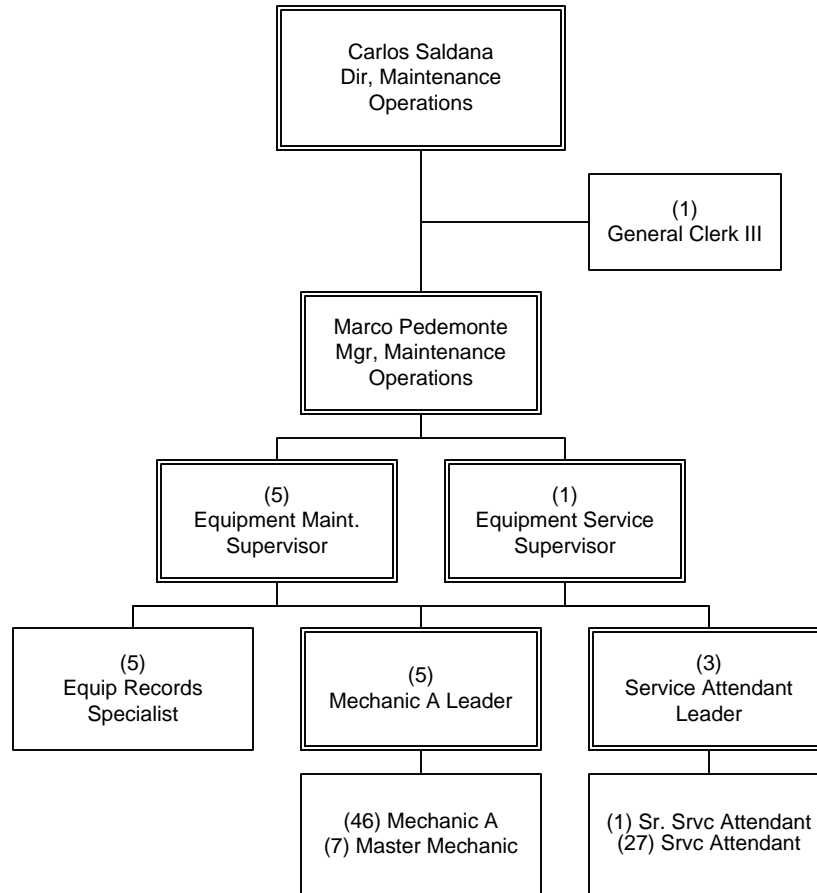 Carlos Saldana
Dir, Maintenance
Operations
(1)
General Clerk III
Marco Pedemonte
Mgr, Maintenance
Operations
(5)
Equipment Maint.
Supervisor
(1)
Equipment Service
Supervisor
(5)
Equip Records
Specialist
(5)
Mechanic A Leader
(3)
Service Attendant
Leader
(46) Mechanic A
(7) Master Mechanic
(1) Sr. Srvc Attendant
(27) Srvc Attendant